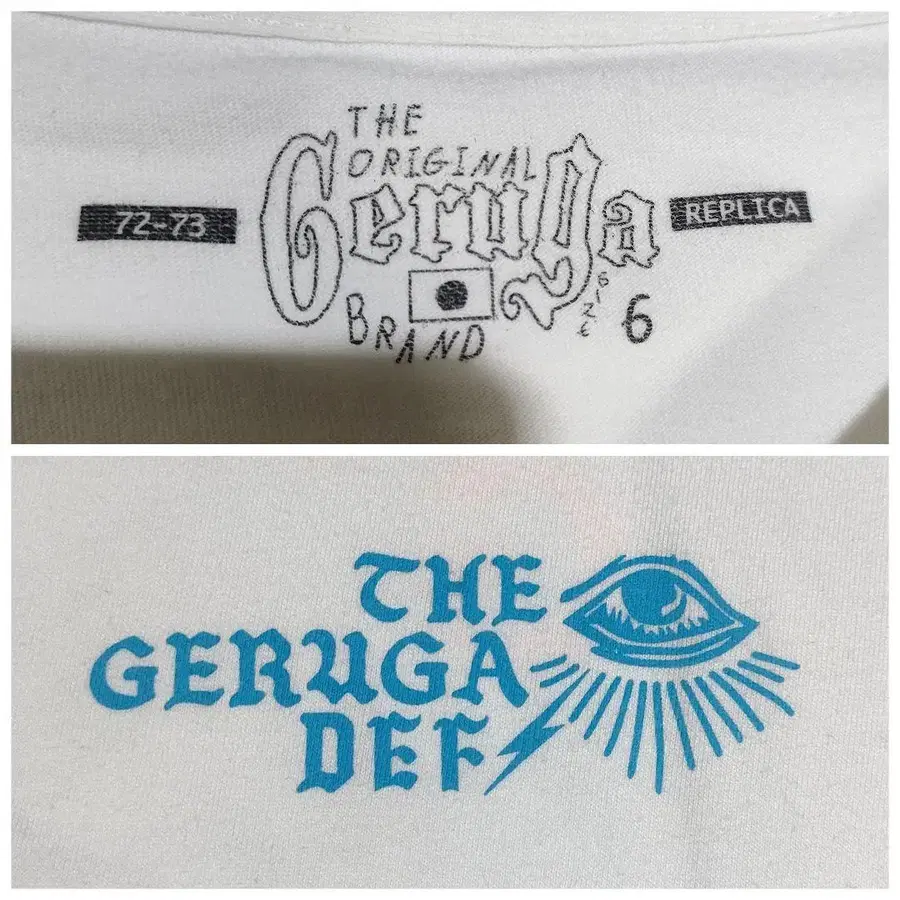 THE
ORIGINAL
72-73
Geruga
REPLICA
BRAND
SIZE 6
THE
GERUGA
DEF